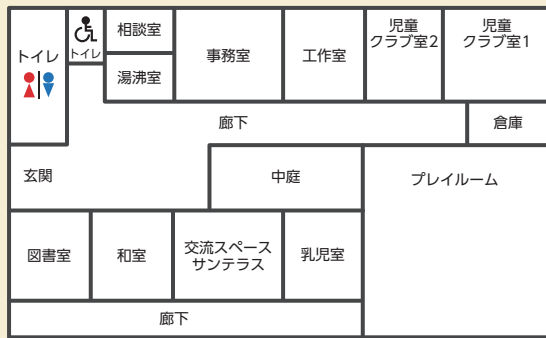 トイレ
トイレ
相談室
湯沸室
事務室
工作室
児童
クラブ室2
児童
クラブ室1
廊下
倉庫
玄関
中庭
プレイルーム
図書室
和室
交流スペース
サンテラス
乳児室
廊下